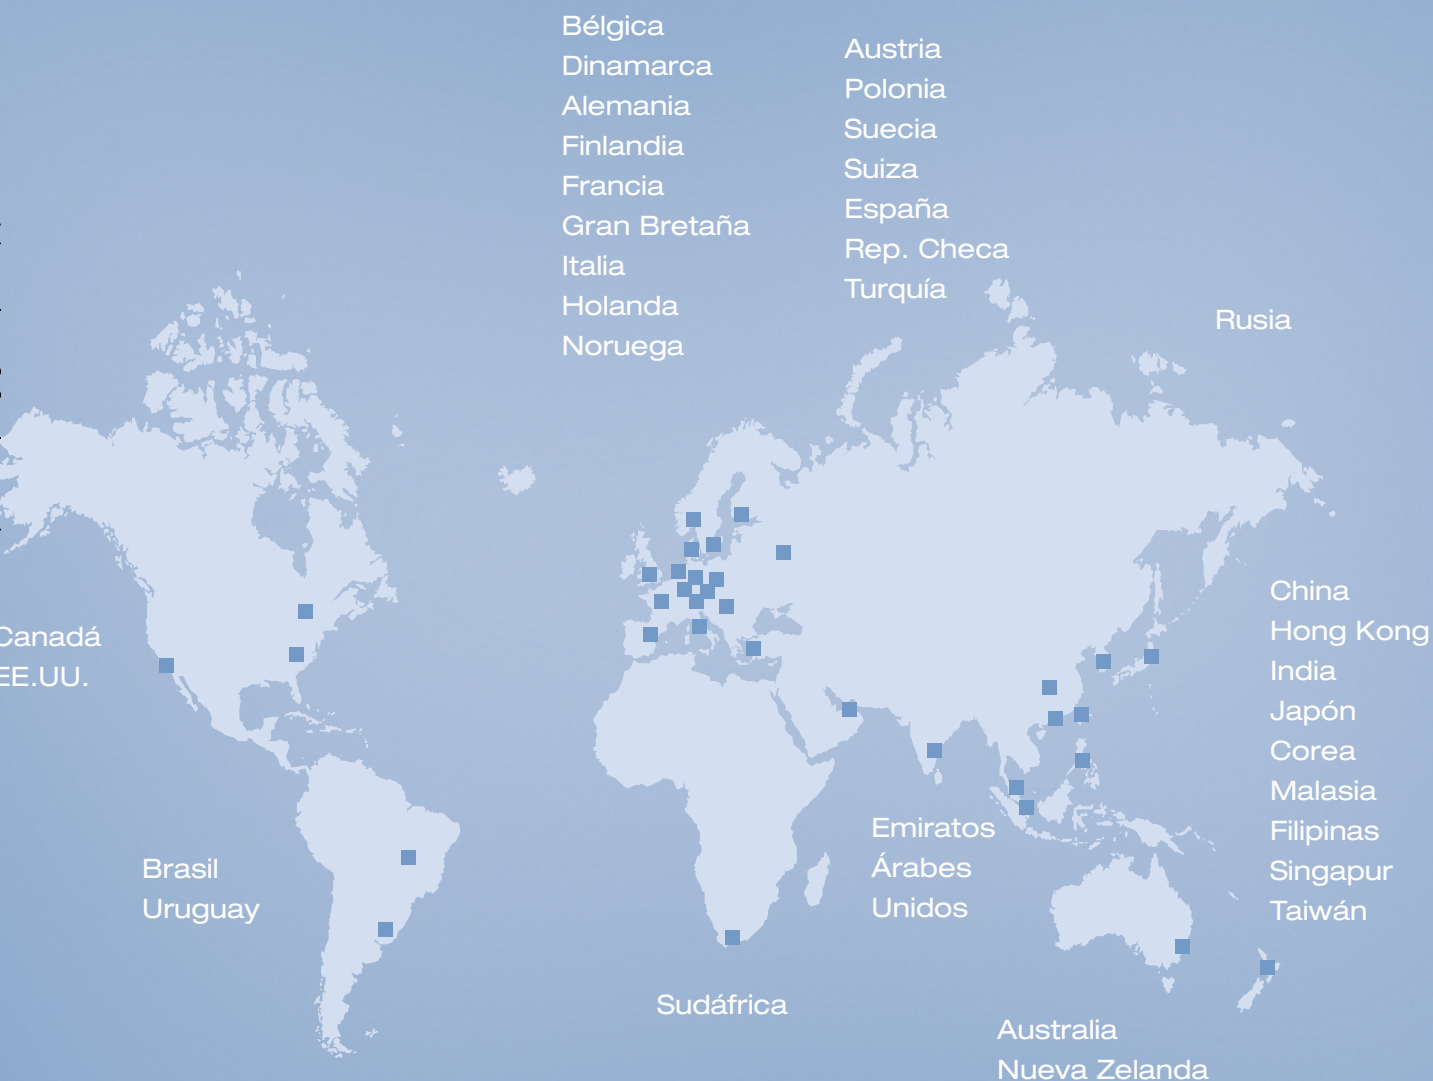 Bélgica
Dinamarca
Alemania
Finlandia
Francia
Gran Bretaña
Italia
Holanda
Noruega
Austria
Polonia
Suecia
Suiza
España
Rep. Checa
Turquía
Rusia
Canadá
EE.UU.
China
Hong Kong
India
Japón
Corea
Malasia
Filipinas
Singapur
Taiwán
Brasil
Uruguay
Emiratos
Árabes
Unidos
Sudáfrica
Australia
Nueva Zelanda